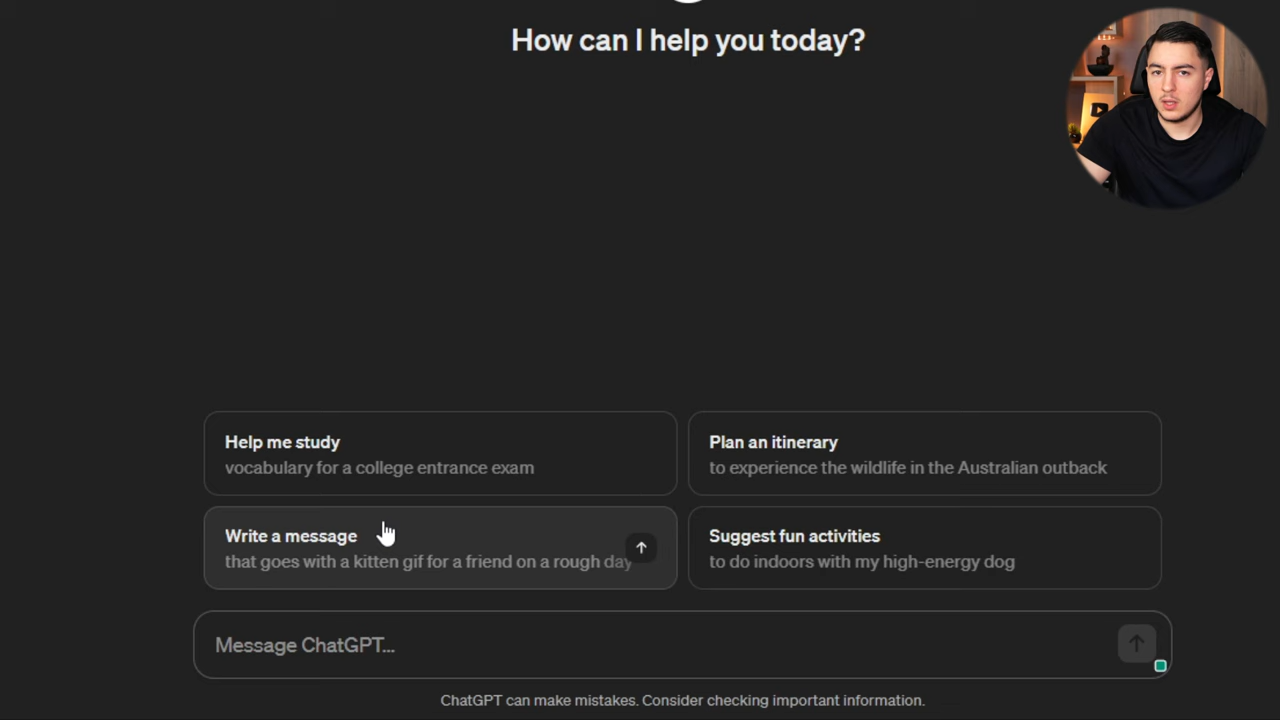 How can I help you today?
Help me study
vocabulary for a college entrance exam
Plan an itinerary
to experience the wildlife in the Australian outback
Write a message
that goes with a kitten gif for a friend on a rough day
Suggest fun activities
to do indoors with my high-energy dog
Message ChatGPT...
ChatGPT can make mistakes. Consider checking important information.